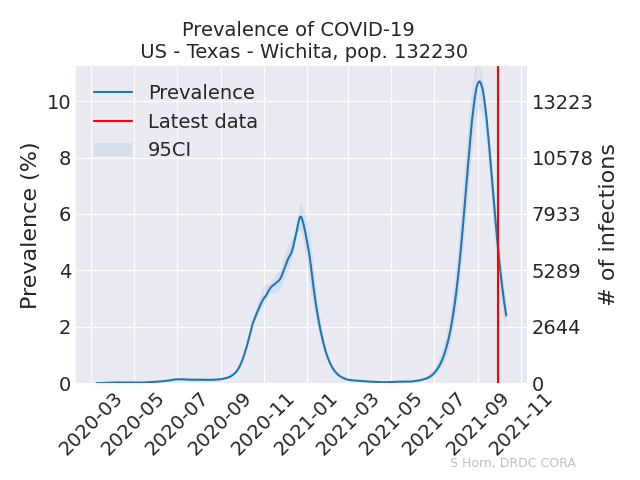 Prevalence of COVID-19
US - Texas - Wichita, pop. 132230
Prevalence
Latest data
95CI
Prevalence (%)
10
8
6
4
2
0
13223
10578
7933
5289
2644
0
# of infections
2020-03
2020-05
2020-07
2020-09
2020-11
2021-01
2021-03
2021-05
2021-07
2021-09
2021-11
S Horn, DRDC CORA